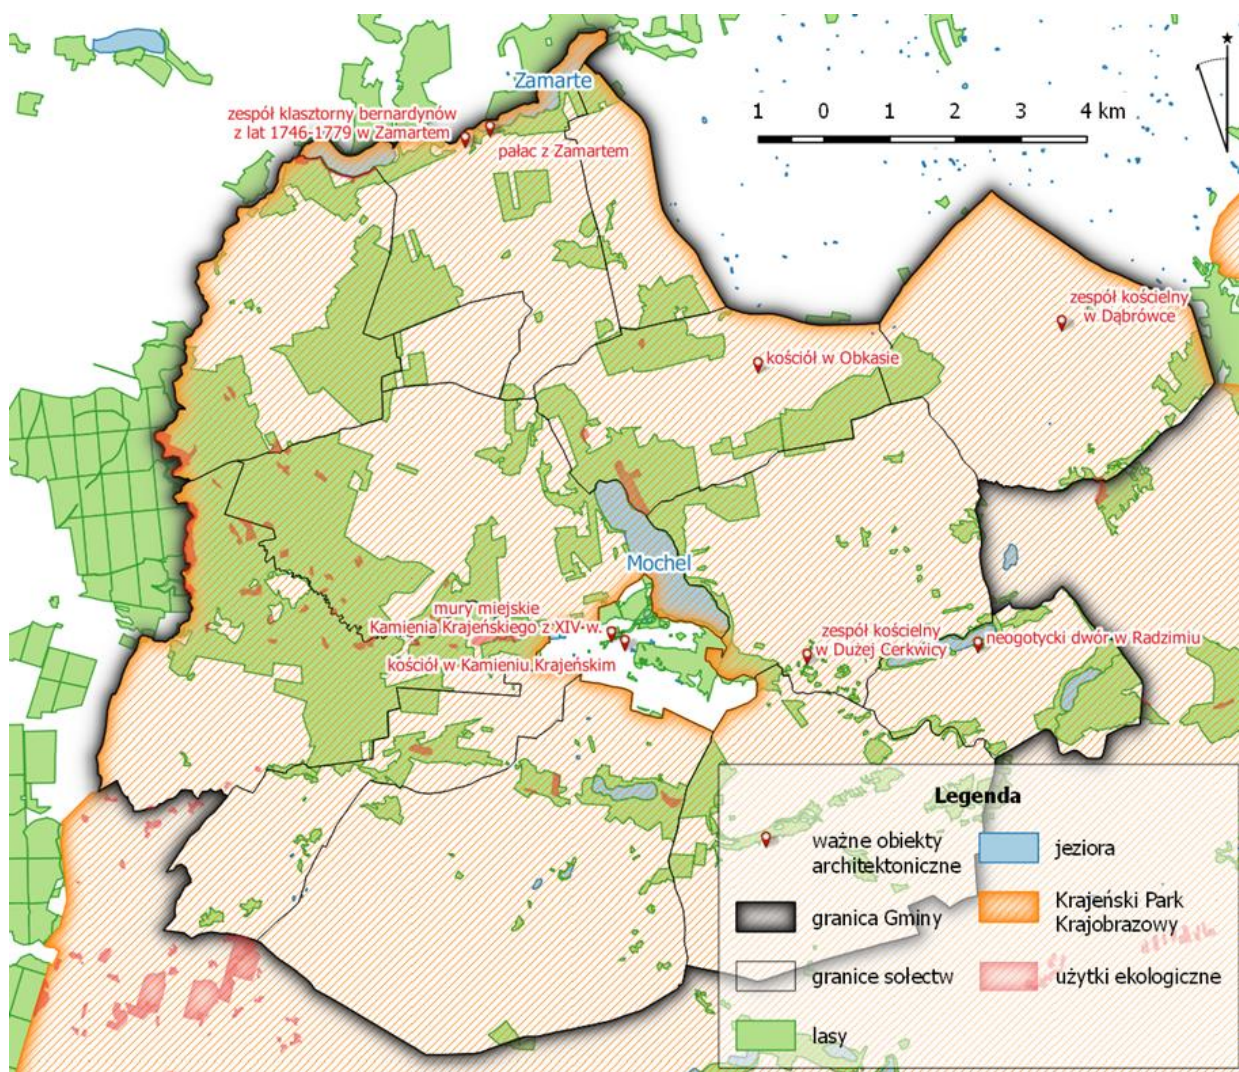 Zamarte
zespół klasztorny bernardynów
z lat 1746-1779 w Zamartem
pałac z Zamartem
1 0 1 2 3 4 km
zespół kościelny
w Dąbrówce
kościół w Obkasie
Mochel
mury miejskie
Kamienia Krajeńskiego z XIV w.
kościół w Kamieniu Krajeńskim
zespół kościelny
w Dużej Cerkwicy
neogotycki dwór w Radzimiu
Legenda
ważne obiekty
architektoniczne
granica Gminy
granice sołectw
lasy
jeziora
Krajeński Park
Krajobrazowy
użytki ekologiczne